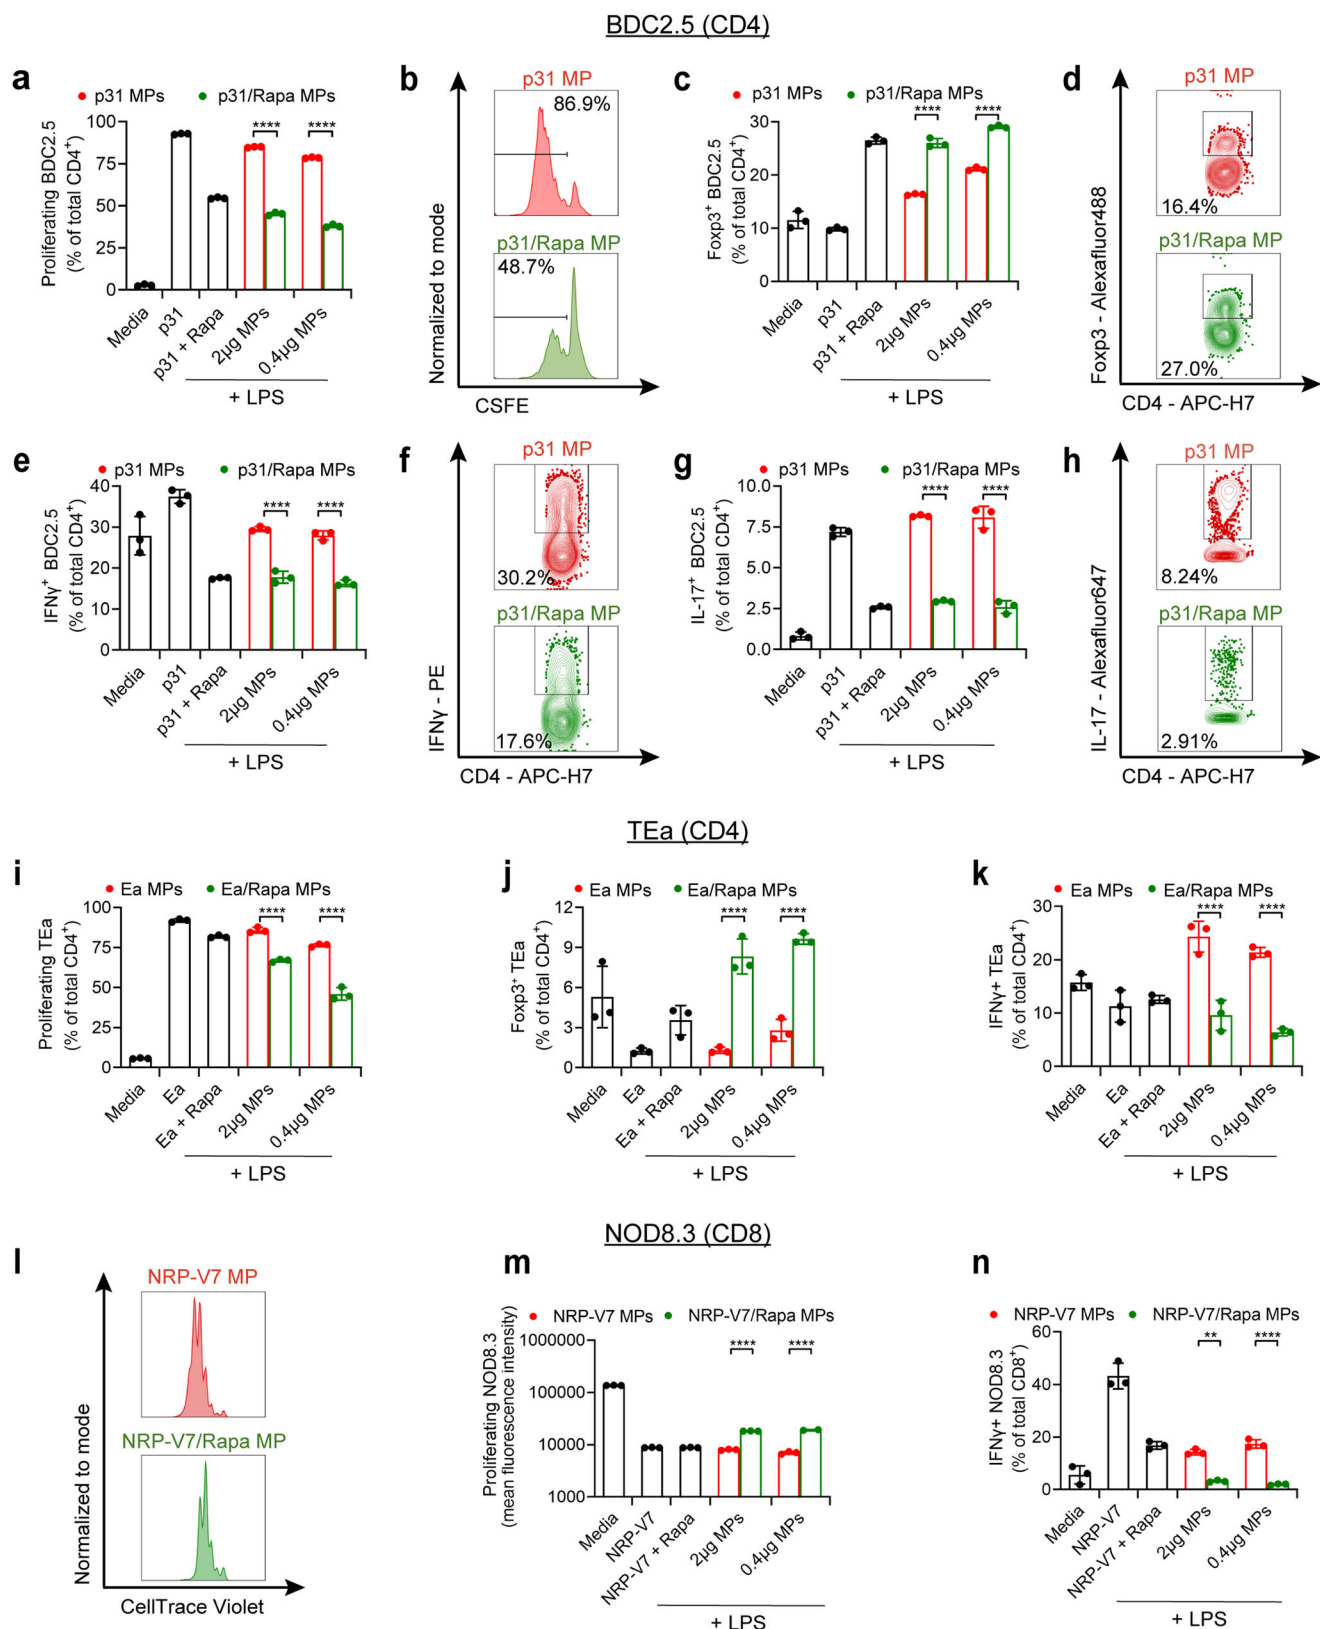 BDC2.5 (CD4)
a
p31 MPs
p31/Rapa MPs
Proliferating BDC2.5
(% of total CD4⁺)
100
75
50
25
0
****
****
Media
p31
p31 + Rapa
2µg MPs
0.4µg MPs
+ LPS
b
p31 MP
86.9%
p31/Rapa MP
48.7%
Normalized to mode
CSFE
c
p31 MPs
p31/Rapa MPs
Foxp3⁺ BDC2.5
(% of total CD4⁺)
30
20
10
0
****
****
Media
p31
p31 + Rapa
2µg MPs
0.4µg MPs
+ LPS
d
p31 MP
16.4%
p31/Rapa MP
27.0%
Foxp3 - Alexafluor488
CD4 - APC-H7
e
p31 MPs
p31/Rapa MPs
IFNγ⁺ BDC2.5
(% of total CD4⁺)
40
30
20
10
0
****
****
Media
p31
p31 + Rapa
2µg MPs
0.4µg MPs
+ LPS
f
p31 MP
30.2%
p31/Rapa MP
17.6%
IFNγ - PE
CD4 - APC-H7
g
p31 MPs
p31/Rapa MPs
IL-17⁺ BDC2.5
(% of total CD4⁺)
10.0
7.5
5.0
2.5
0.0
****
****
Media
p31
p31 + Rapa
2µg MPs
0.4µg MPs
+ LPS
h
p31 MP
8.24%
p31/Rapa MP
2.91%
IL-17 - Alexafluor647
CD4 - APC-H7
TEa (CD4)
i
Ea MPs
Ea/Rapa MPs
Proliferating TEa
(% of total CD4⁺)
100
75
50
25
0
****
****
Media
Ea
Ea + Rapa
2µg MPs
0.4µg MPs
+ LPS
j
Ea MPs
Ea/Rapa MPs
Foxp3⁺ TEa
(% of total CD4⁺)
12
9
6
3
0
****
****
Media
Ea
Ea + Rapa
2µg MPs
0.4µg MPs
+ LPS
k
Ea MPs
Ea/Rapa MPs
IFNγ+ TEa
(% of total CD4⁺)
30
20
10
0
****
****
Media
Ea
Ea + Rapa
2µg MPs
0.4µg MPs
+ LPS
NOD8.3 (CD8)
l
NRP-V7 MP
NRP-V7/Rapa MP
Normalized to mode
CellTrace Violet
m
NRP-V7 MPs
NRP-V7/Rapa MPs
Proliferating NOD8.3
(mean fluorescence intensity)
1000000
100000
10000
1000
****
****
Media
NRP-V7
NRP-V7 + Rapa
2µg MPs
0.4µg MPs
+ LPS
n
NRP-V7 MPs
NRP-V7/Rapa MPs
IFNγ+ NOD8.3
(% of total CD8⁺)
60
40
20
0
**
****
Media
NRP-V7
NRP-V7 + Rapa
2µg MPs
0.4µg MPs
+ LPS